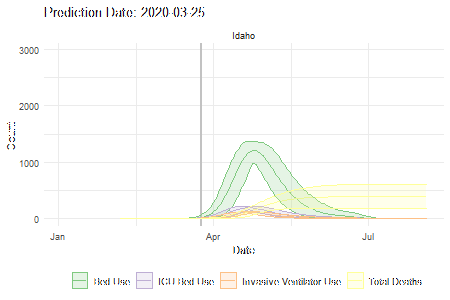 Prediction Date: 2020-03-25
Idaho
3000
2000
1000
0
Count
Jan
Apr
Jul
Date
Bed Use
ICU Bed Use
Invasive Ventilator Use
Total Deaths